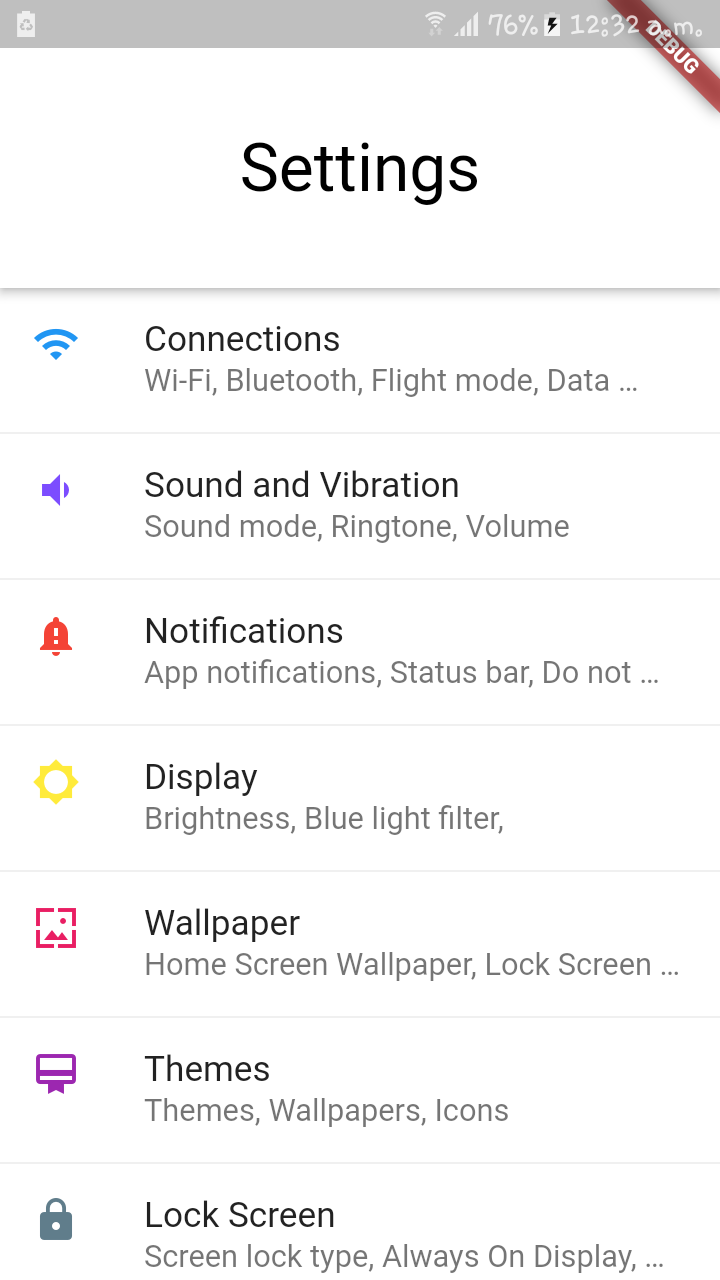 76% 12:32 a.m.
DEBUG
Settings
Connections
Wi-Fi, Bluetooth, Flight mode, Data ...
Sound and Vibration
Sound mode, Ringtone, Volume
Notifications
App notifications, Status bar, Do not ...
Display
Brightness, Blue light filter,
Wallpaper
Home Screen Wallpaper, Lock Screen ...
Themes
Themes, Wallpapers, Icons
Lock Screen
Screen lock type, Always On Display, ...